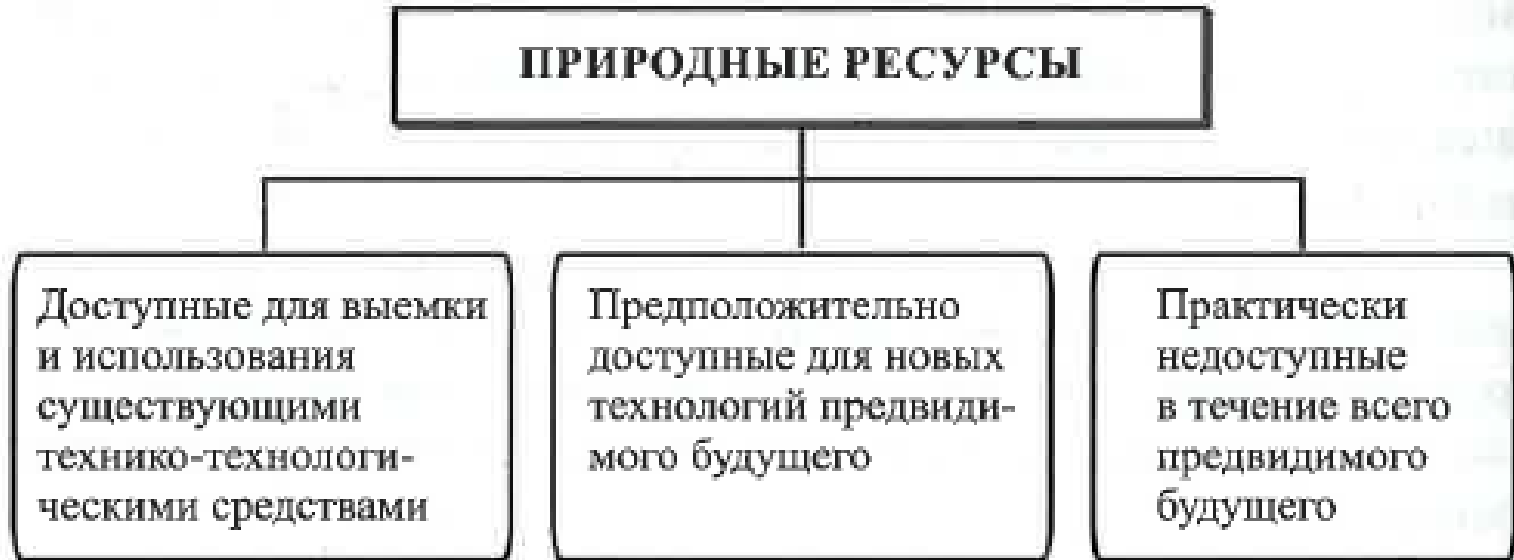 ПРИРОДНЫЕ РЕСУРСЫ
Доступные для выемки
и использования
существующими
технико-технологи-
ческими средствами
Предположительно
доступные для новых
технологий предвиди-
мого будущего
Практически
недоступные
в течение всего
предвидимого
будущего